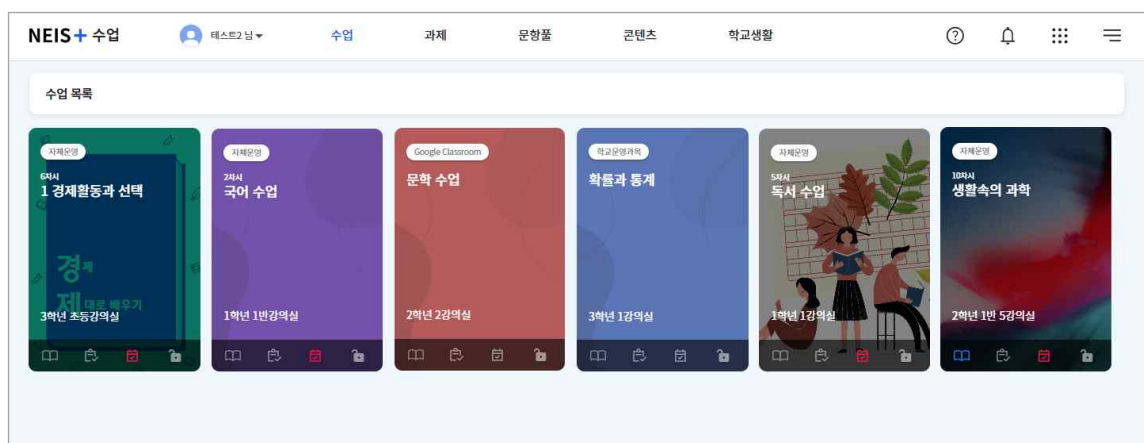 NEIS+ 수업
테스트2 님
수업
과제
문항풀
콘텐츠
학교생활
수업 목록
자체운영
6차시
1 경제활동과 선택
경제
제대로 배우기
3학년 초등강의실
자체운영
2차시
국어 수업
1학년 1반강의실
Google Classroom
문학 수업
2학년 2강의실
학교운영과목
확률과 통계
3학년 1강의실
자체운영
5차시
독서 수업
1학년 1강의실
자체운영
10차시
생활속의 과학
2학년 1반 5강의실